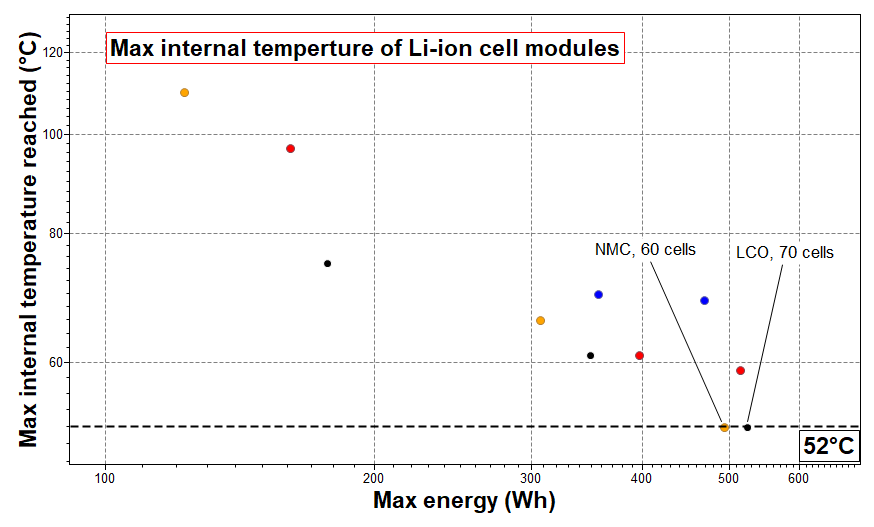 Max internal temperture of Li-ion cell modules
Max internal temperature reached (°C)
120
100
80
60
NMC, 60 cells
LCO, 70 cells
52°C
100
200
300
400
500
600
Max energy (Wh)